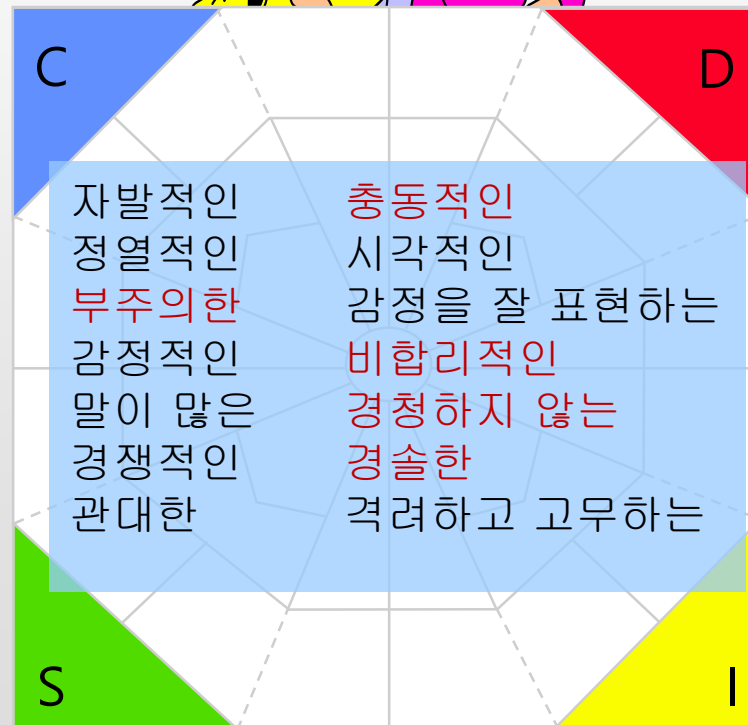 C
D
자발적인 충동적인
정열적인 시각적인
부주의한 감정을 잘 표현하는
감정적인 비합리적인
말이 많은 경청하지 않는
경쟁적인 경솔한
관대한 격려하고 고무하는
S
I